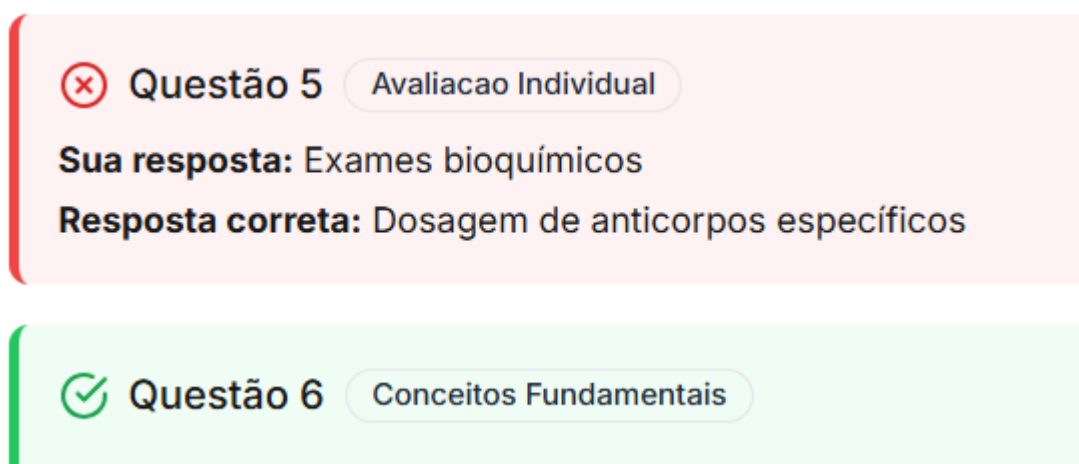 Questão 5 Avaliacao Individual
Sua resposta: Exames bioquímicos
Resposta correta: Dosagem de anticorpos específicos
Questão 6 Conceitos Fundamentais